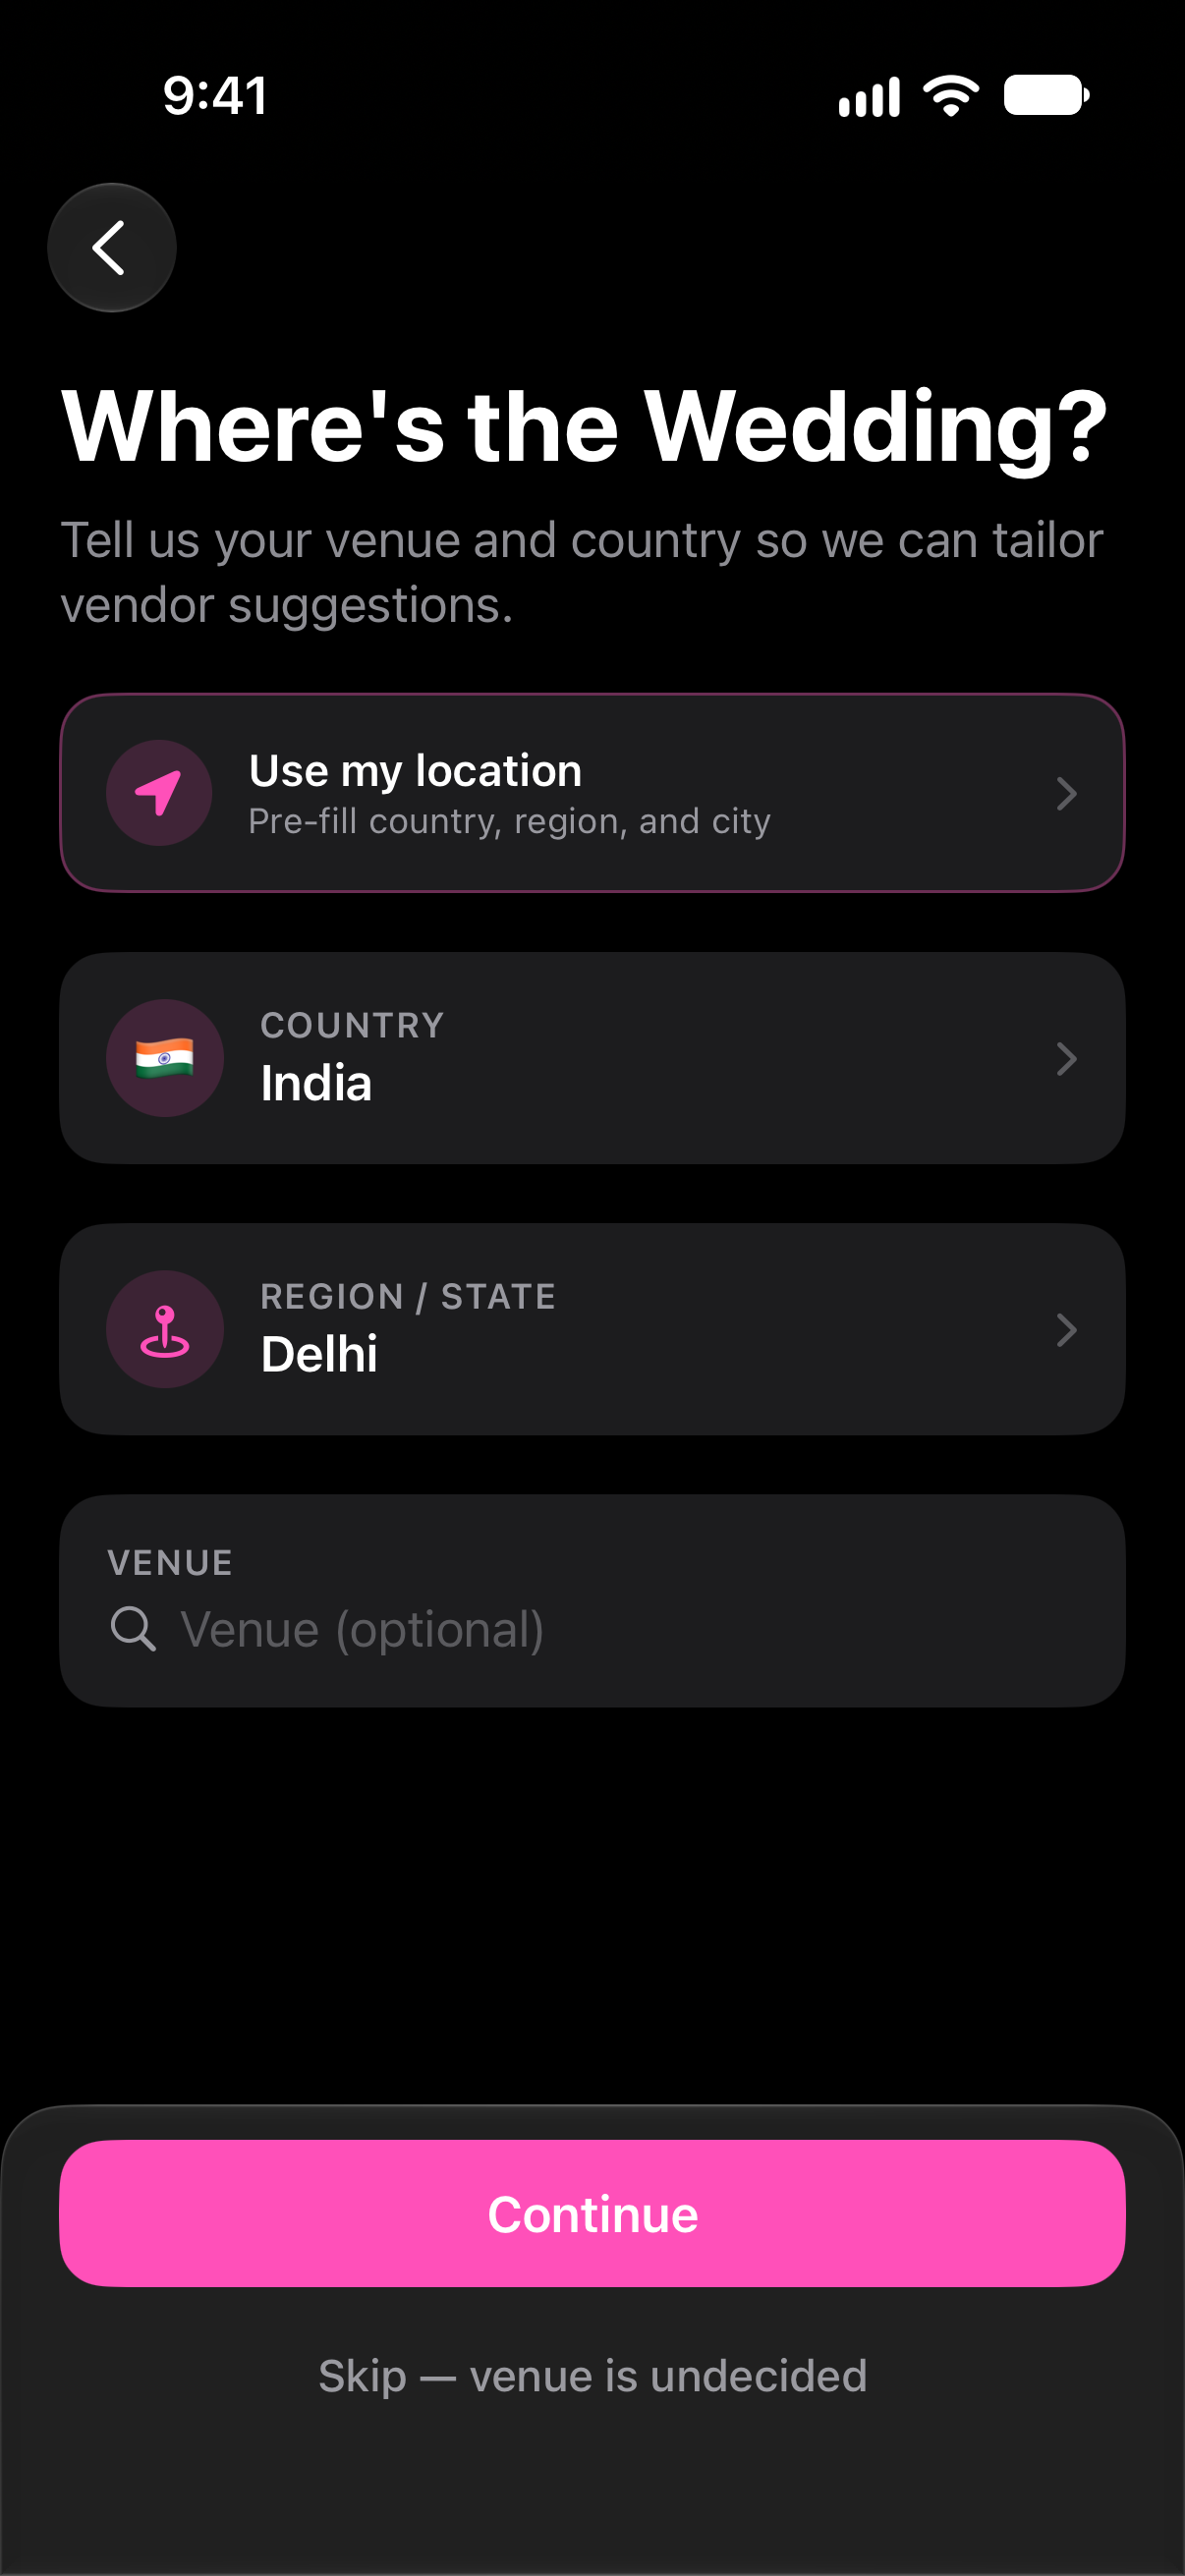 9:41
Where's the Wedding?
Tell us your venue and country so we can tailor
vendor suggestions.
Use my location
Pre-fill country, region, and city
COUNTRY
India
REGION / STATE
Delhi
VENUE
Venue (optional)
Continue
Skip — venue is undecided